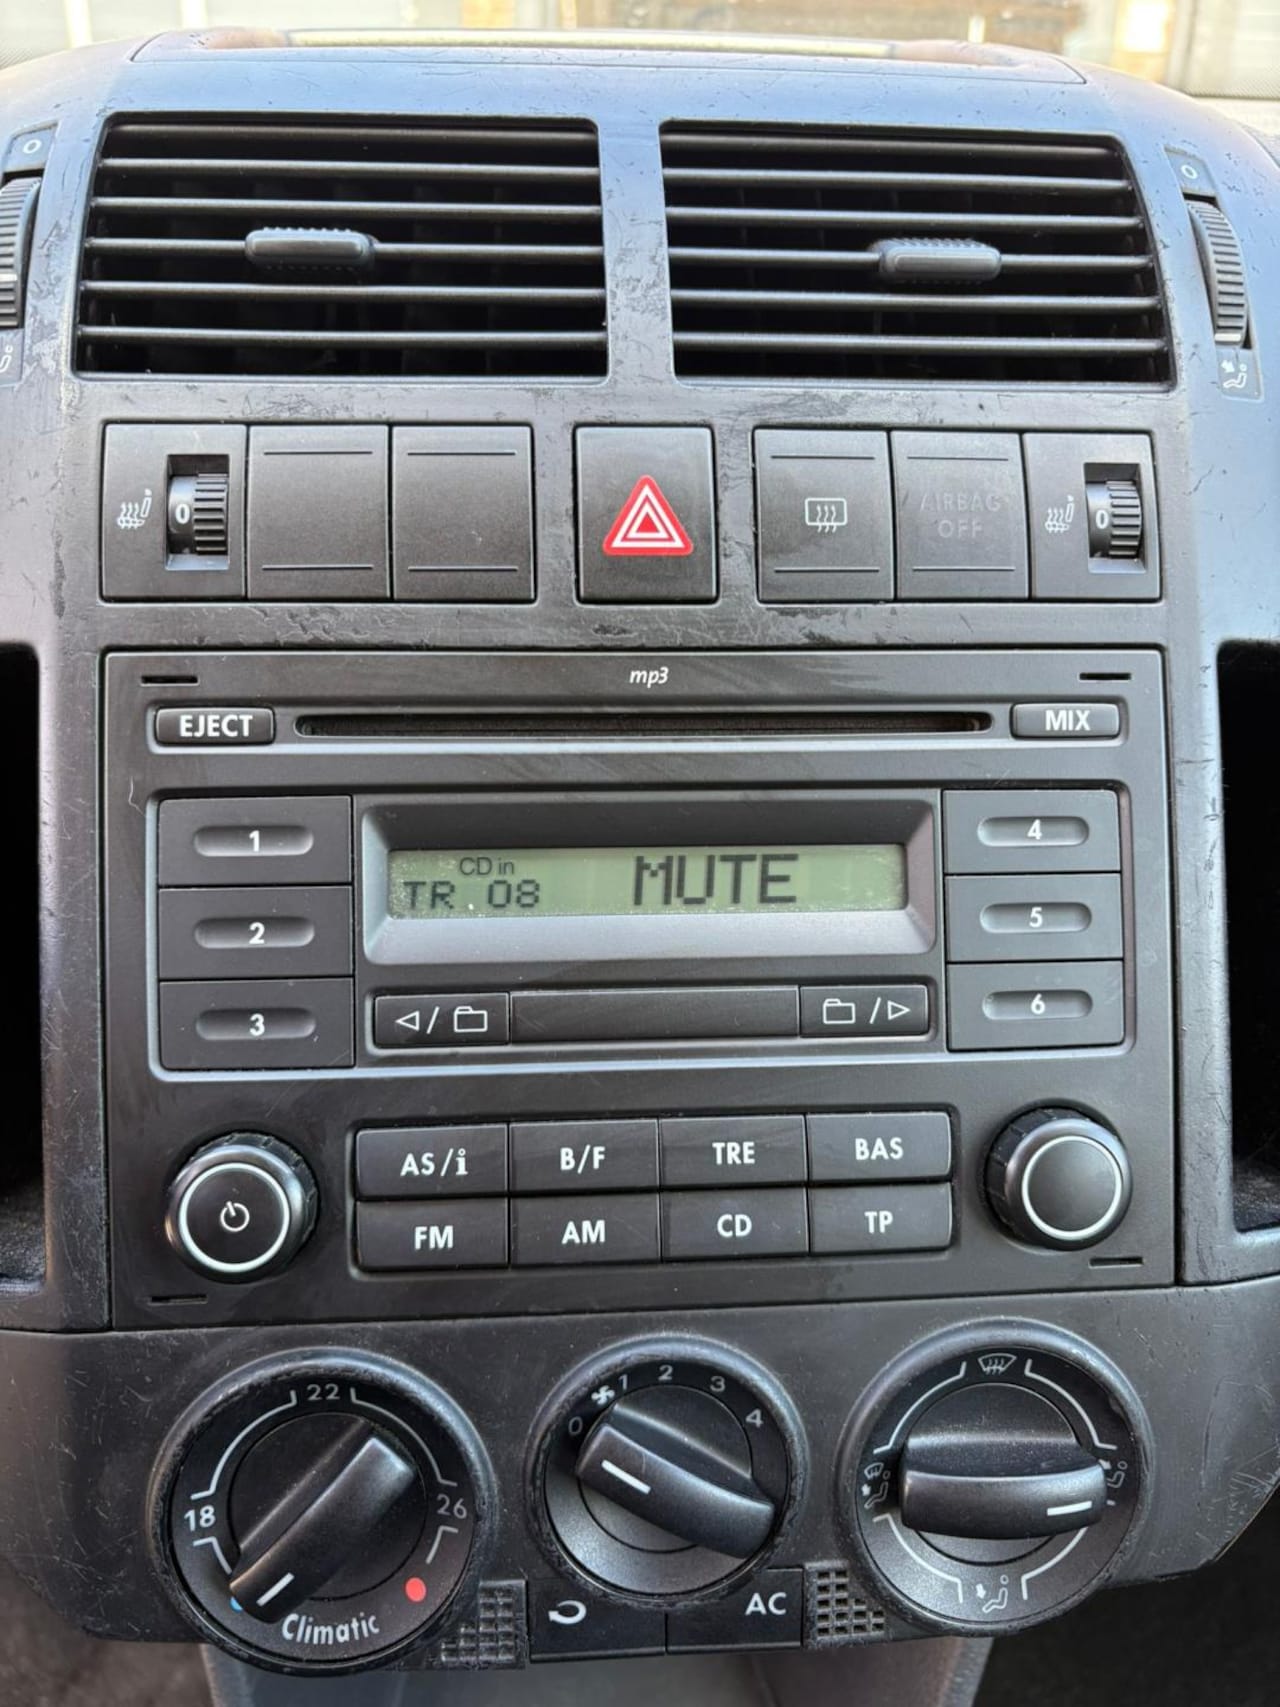 0
AIRBAG
OFF
0
mp3
EJECT
MIX
1
4
CD in
TR 08 MUTE
2
5
3
6
AS/i
B/F
TRE
BAS
FM
AM
CD
TP
18
22
26
Climatic
0
1
2
3
4
AC